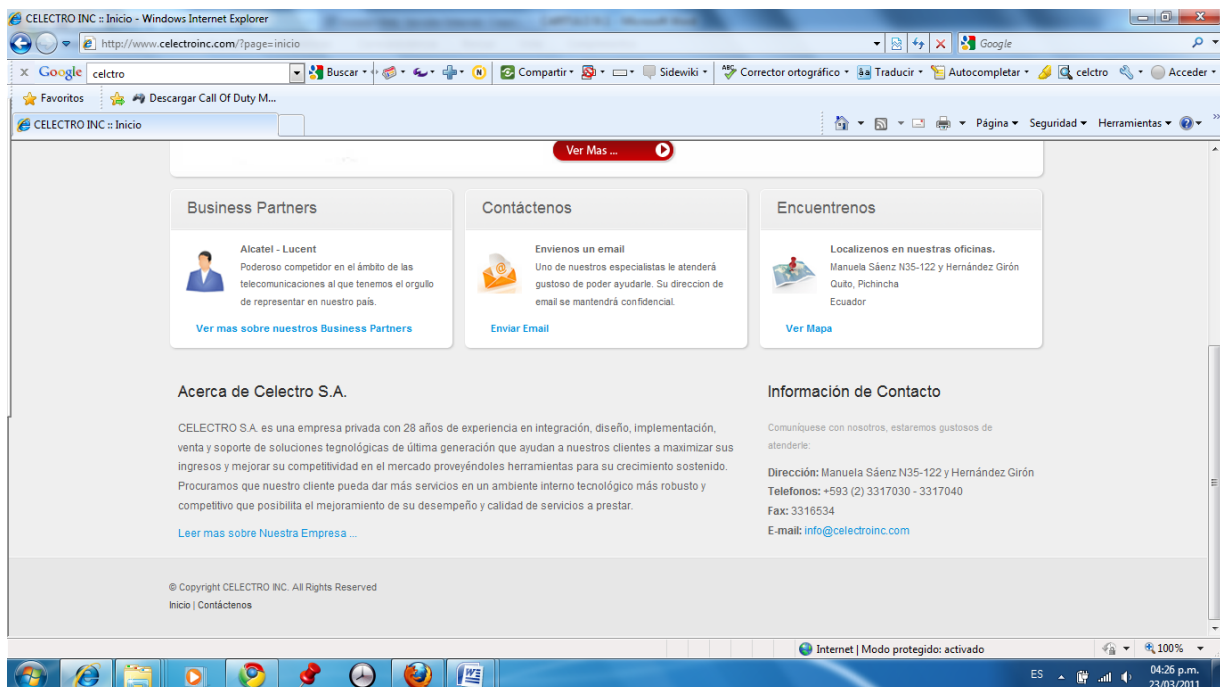 CELECTRO INC :: Inicio - Windows Internet Explorer
http://www.celectroinc.com/?page=inicio
Google
Google celctro Buscar Compartir Sidewiki Corrector ortográfico Traducir Autocompletar celctro Acceder
Favoritos Descargar Call Of Duty M...
CELECTRO INC :: Inicio
Página Seguridad Herramientas
Ver Mas ...
Business Partners
Alcatel - Lucent
Poderoso competidor en el ámbito de las
telecomunicaciones al que tenemos el orgullo
de representar en nuestro país.
Ver mas sobre nuestros Business Partners
Contáctenos
Envienos un email
Uno de nuestros especialistas le atenderá
gustoso de poder ayudarle. Su direccion de
email se mantendrá confidencial.
Enviar Email
Encuentrenos
Localizenos en nuestras oficinas.
Manuela Sáenz N35-122 y Hernández Girón
Quito, Pichincha
Ecuador
Ver Mapa
Acerca de Celectro S.A.
CELECTRO S.A. es una empresa privada con 28 años de experiencia en integración, diseño, implementación,
venta y soporte de soluciones tegnológicas de última generación que ayudan a nuestros clientes a maximizar sus
ingresos y mejorar su competitividad en el mercado proveyéndoles herramientas para su crecimiento sostenido.
Procuramos que nuestro cliente pueda dar más servicios en un ambiente interno tecnológico más robusto y
competitivo que posibilita el mejoramiento de su desempeño y calidad de servicios a prestar.
Leer mas sobre Nuestra Empresa ...
Información de Contacto
Comuníquese con nosotros, estaremos gustosos de
atenderle:
Dirección: Manuela Sáenz N35-122 y Hernández Girón
Telefonos: +593 (2) 3317030 - 3317040
Fax: 3316534
E-mail: info@celectroinc.com
© Copyright CELECTRO INC. All Rights Reserved
Inicio | Contáctenos
Internet | Modo protegido: activado
100%
ES
04:26 p.m.
23/03/2011